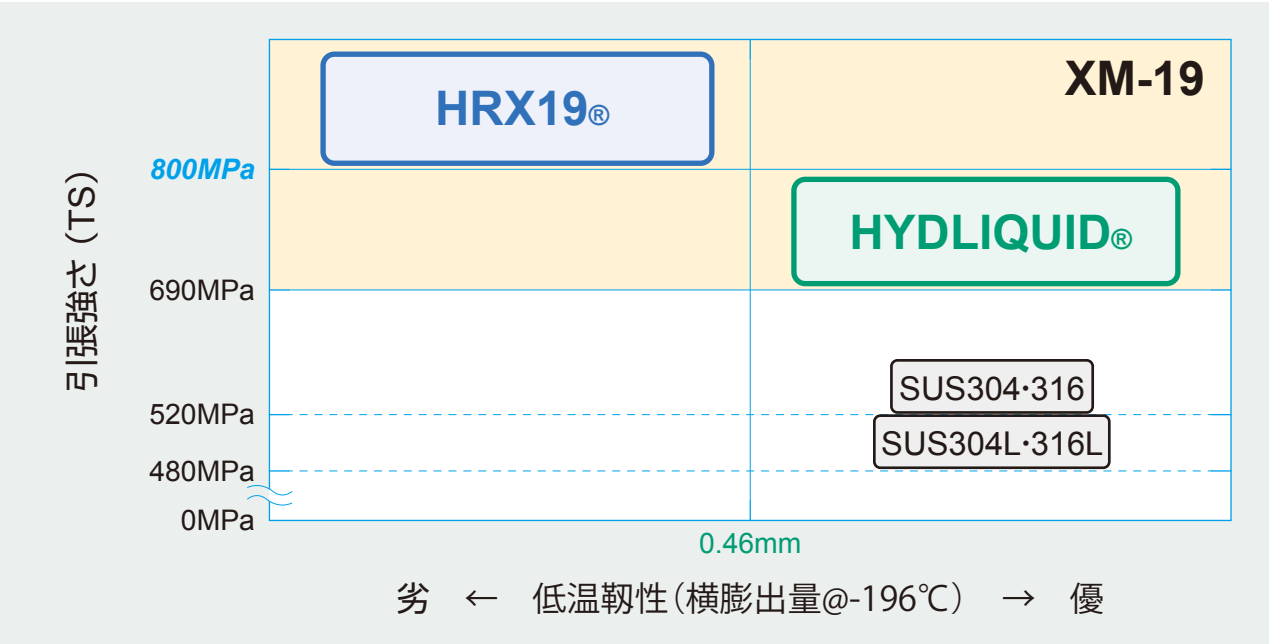 XM-19
HRX19®
800MPa
HYDLIQUID®
690MPa
引張強さ（TS）
SUS304･316
520MPa
SUS304L･316L
480MPa
0MPa
0.46mm
劣 ← 低温靱性（横膨出量@-196℃） → 優